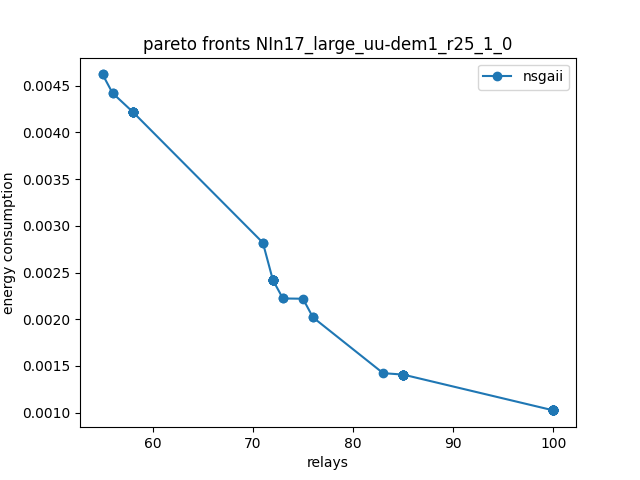 pareto fronts NIn17_large_uu-dem1_r25_1_0
nsgaii
energy consumption
0.0045
0.0040
0.0035
0.0030
0.0025
0.0020
0.0015
0.0010
60 70 80 90 100
relays